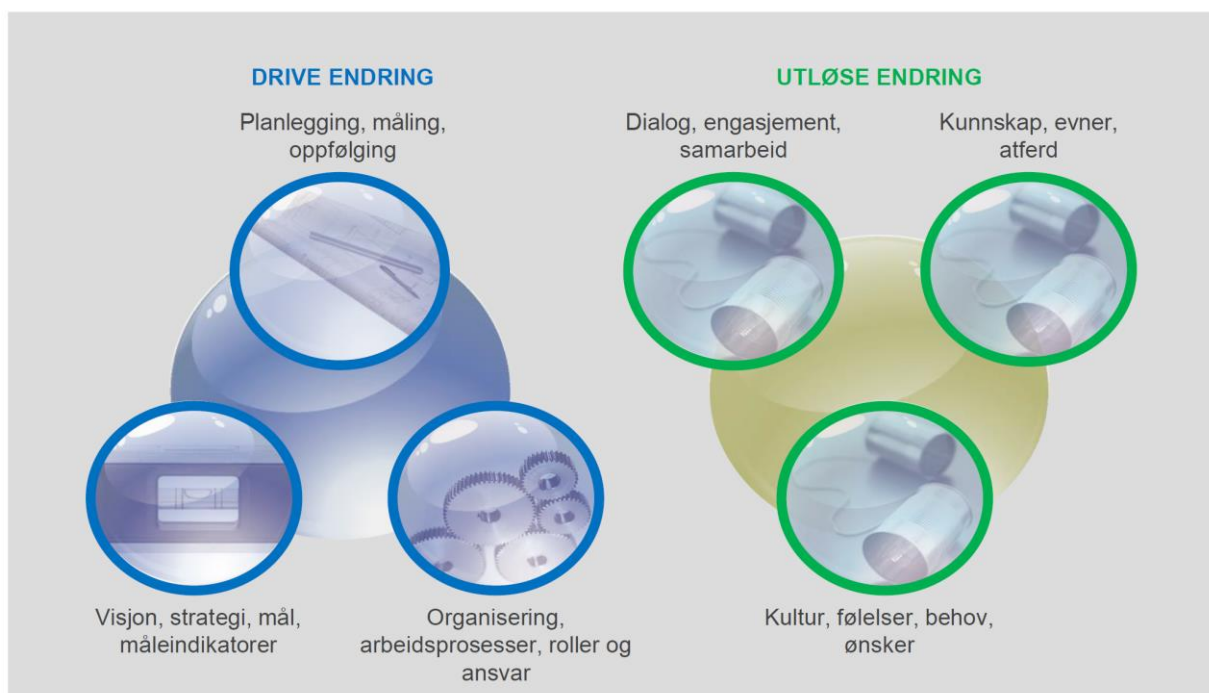 DRIVE ENDRING
Planlegging, måling,
oppfølging
Visjon, strategi, mål,
måleindikatorer
Organisering,
arbeidsprosesser, roller og
ansvar
UTLØSE ENDRING
Dialog, engasjement,
samarbeid
Kunnskap, evner,
atferd
Kultur, følelser, behov,
ønsker